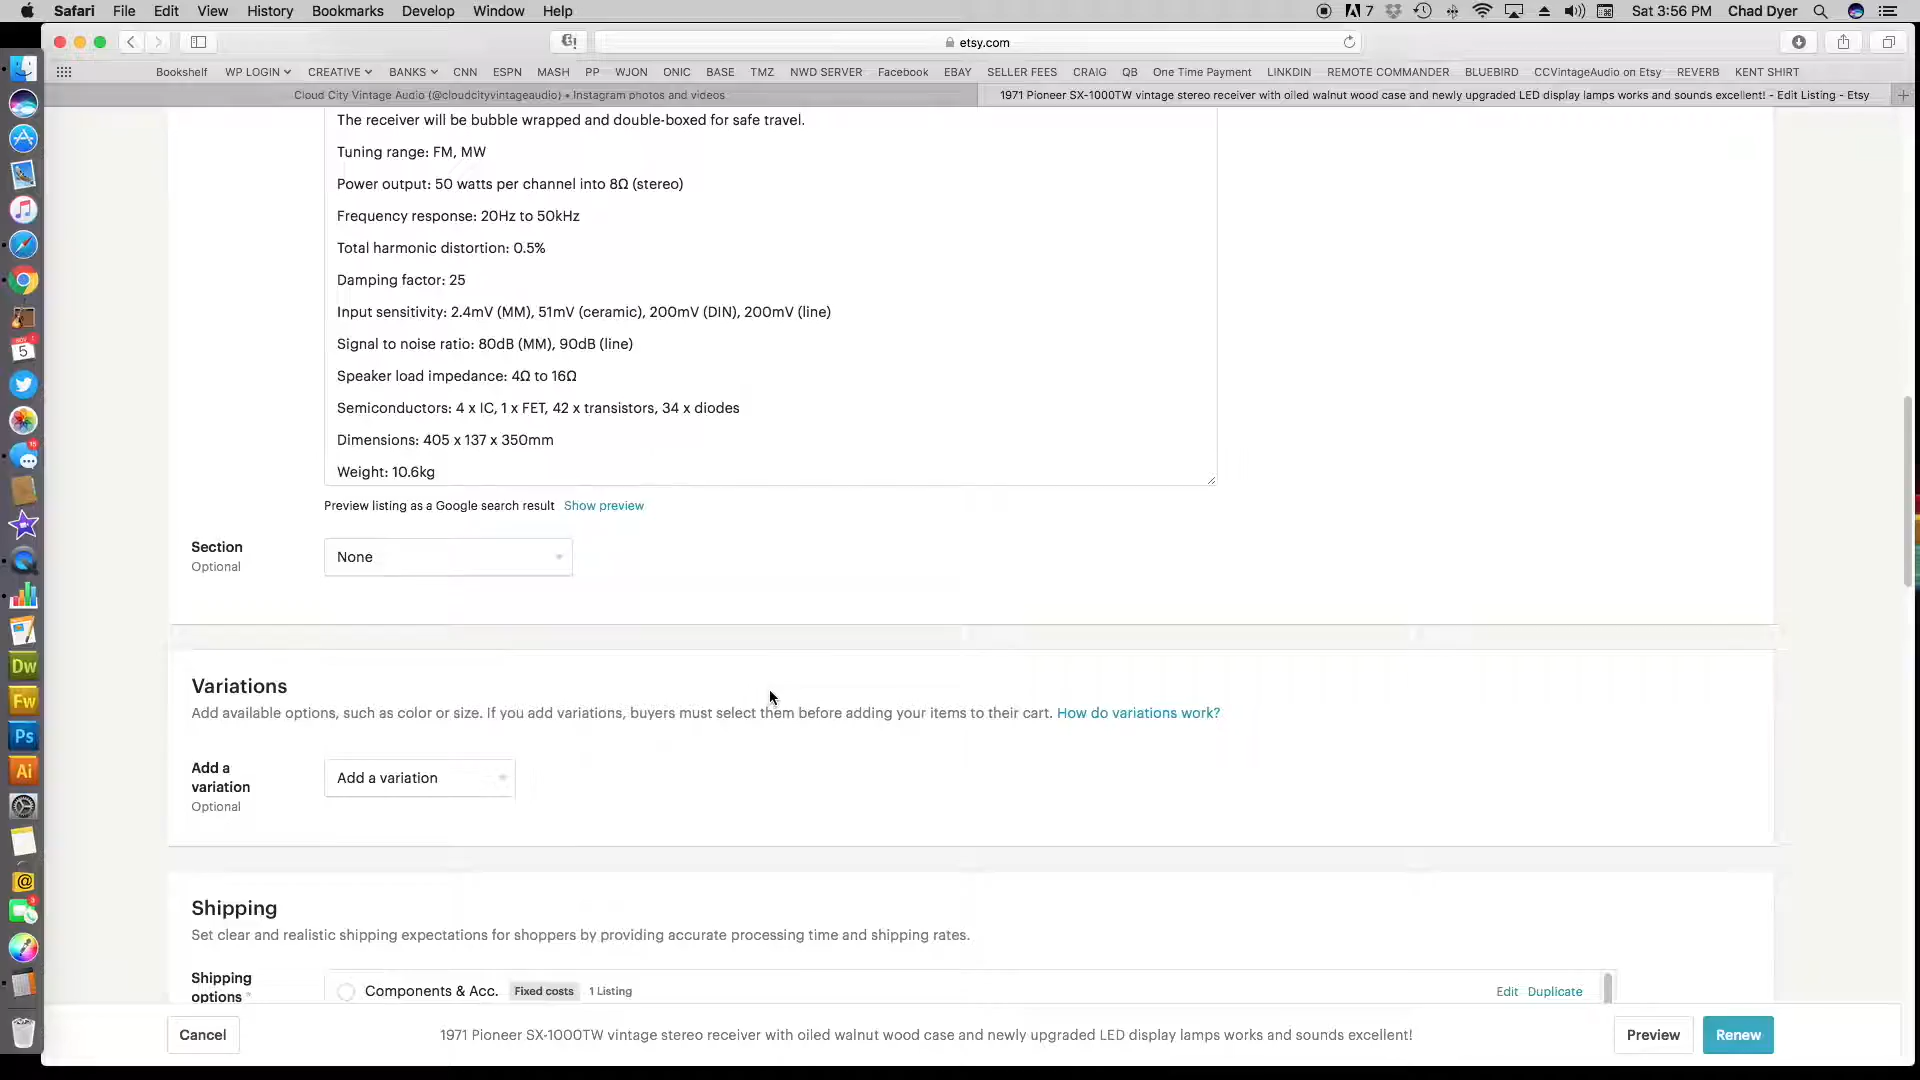 Safari File Edit View History Bookmarks Develop Window Help 7 Sat 3:56 PM Chad Dyer
etsy.com
Bookshelf WP LOGIN CREATIVE BANKS CNN ESPN MASH PP WJON ONIC BASE TMZ NWD SERVER Facebook EBAY SELLER FEES CRAIG QB One Time Payment LINKDIN REMOTE COMMANDER BLUEBIRD CCVintageAudio on Etsy REVERB KENT SHIRT
Cloud City Vintage Audio (@cloudcityvintageaudio) • Instagram photos and videos
1971 Pioneer SX-1000TW vintage stereo receiver with oiled walnut wood case and newly upgraded LED display lamps works and sounds excellent! - Edit Listing - Etsy
The receiver will be bubble wrapped and double-boxed for safe travel.
Tuning range: FM, MW
Power output: 50 watts per channel into 8Ω (stereo)
Frequency response: 20Hz to 50kHz
Total harmonic distortion: 0.5%
Damping factor: 25
Input sensitivity: 2.4mV (MM), 51mV (ceramic), 200mV (DIN), 200mV (line)
Signal to noise ratio: 80dB (MM), 90dB (line)
Speaker load impedance: 4Ω to 16Ω
Semiconductors: 4 x IC, 1 x FET, 42 x transistors, 34 x diodes
Dimensions: 405 x 137 x 350mm
Weight: 10.6kg
Preview listing as a Google search result Show preview
Section
Optional
None
Variations
Add available options, such as color or size. If you add variations, buyers must select them before adding your items to their cart. How do variations work?
Add a
variation
Optional
Add a variation
Shipping
Set clear and realistic shipping expectations for shoppers by providing accurate processing time and shipping rates.
Shipping
options
Components & Acc. Fixed costs 1 Listing Edit Duplicate
Cancel
1971 Pioneer SX-1000TW vintage stereo receiver with oiled walnut wood case and newly upgraded LED display lamps works and sounds excellent!
Preview
Renew
5
Dw
Fw
Ps
Ai
@